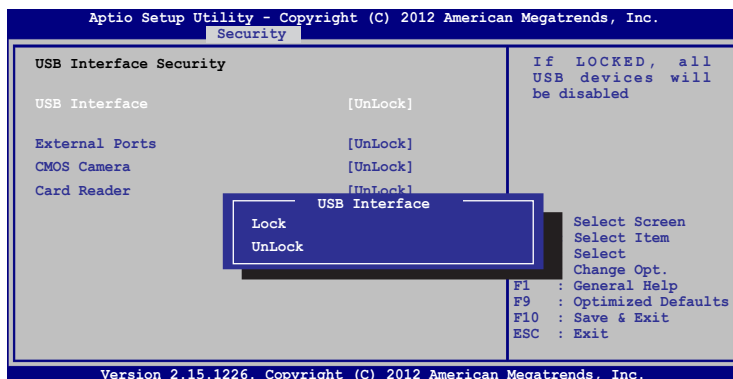 Aptio Setup Utility - Copyright (C) 2012 American Megatrends, Inc.
Security
USB Interface Security
USB Interface [UnLock]
External Ports [UnLock]
CMOS Camera [UnLock]
Card Reader [UnLock]
USB Interface
Lock
UnLock
If LOCKED, all
USB devices will
be disabled
Select Screen
Select Item
Select
Change Opt.
F1 : General Help
F9 : Optimized Defaults
F10 : Save & Exit
ESC : Exit
Version 2.15.1226. Copyright (C) 2012 American Megatrends, Inc.